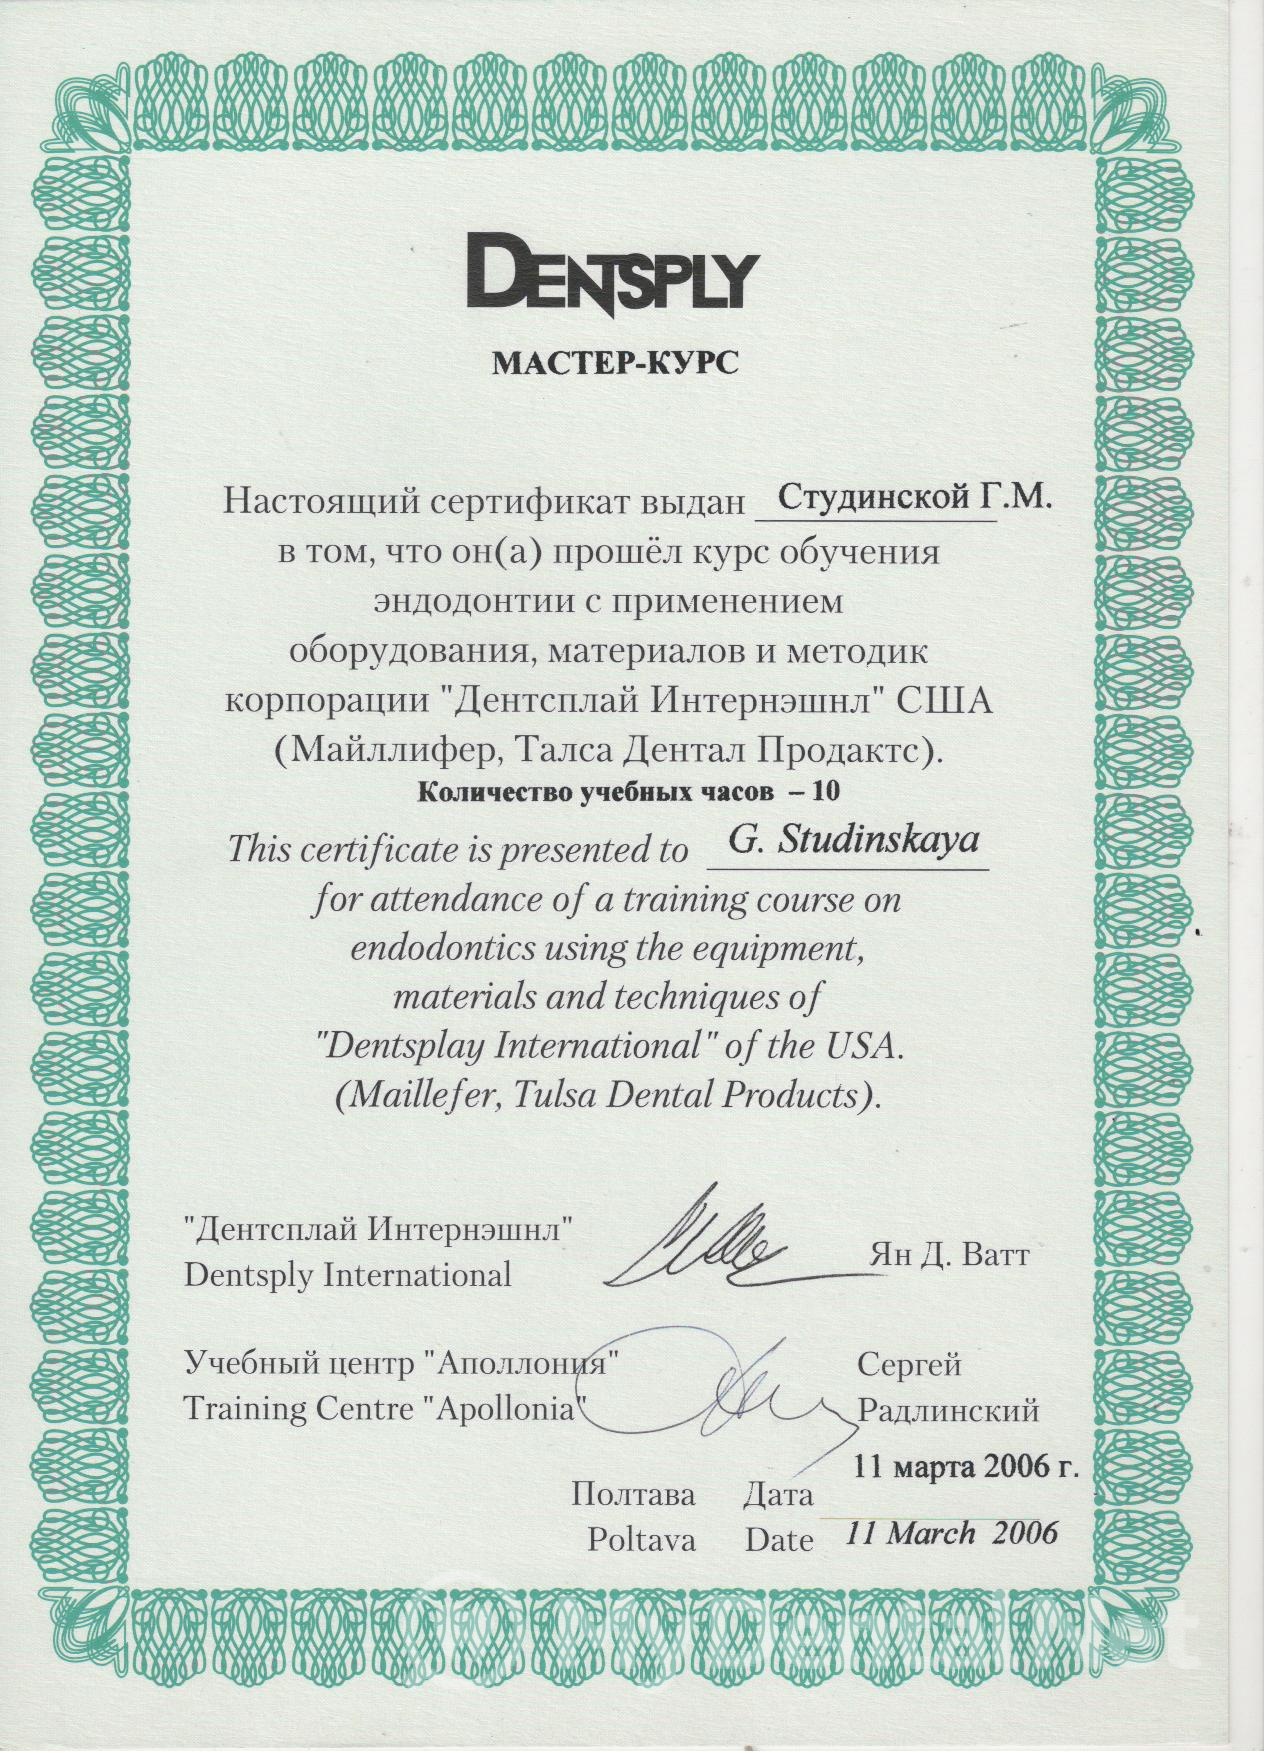 DENTSPLY
МАСТЕР-КУРС
Настоящий сертификат выдан Студинской Г.М.
в том, что он(а) прошёл курс обучения
эндодонтии с применением
оборудования, материалов и методик
корпорации "Дентсплай Интернэшнл" США
(Майллифер, Талса Дентал Продактс).
Количество учебных часов – 10
This certificate is presented to G. Studinskaya
for attendance of a training course on
endodontics using the equipment,
materials and techniques of
"Dentsplay International" of the USA.
(Maillefer, Tulsa Dental Products).
"Дентсплай Интернэшнл"
Dentsply International
Ян Д. Ватт
Учебный центр "Аполлония"
Training Centre "Apollonia"
Сергей
Радлинский
11 марта 2006 г.
Полтава Дата
Poltava Date 11 March 2006